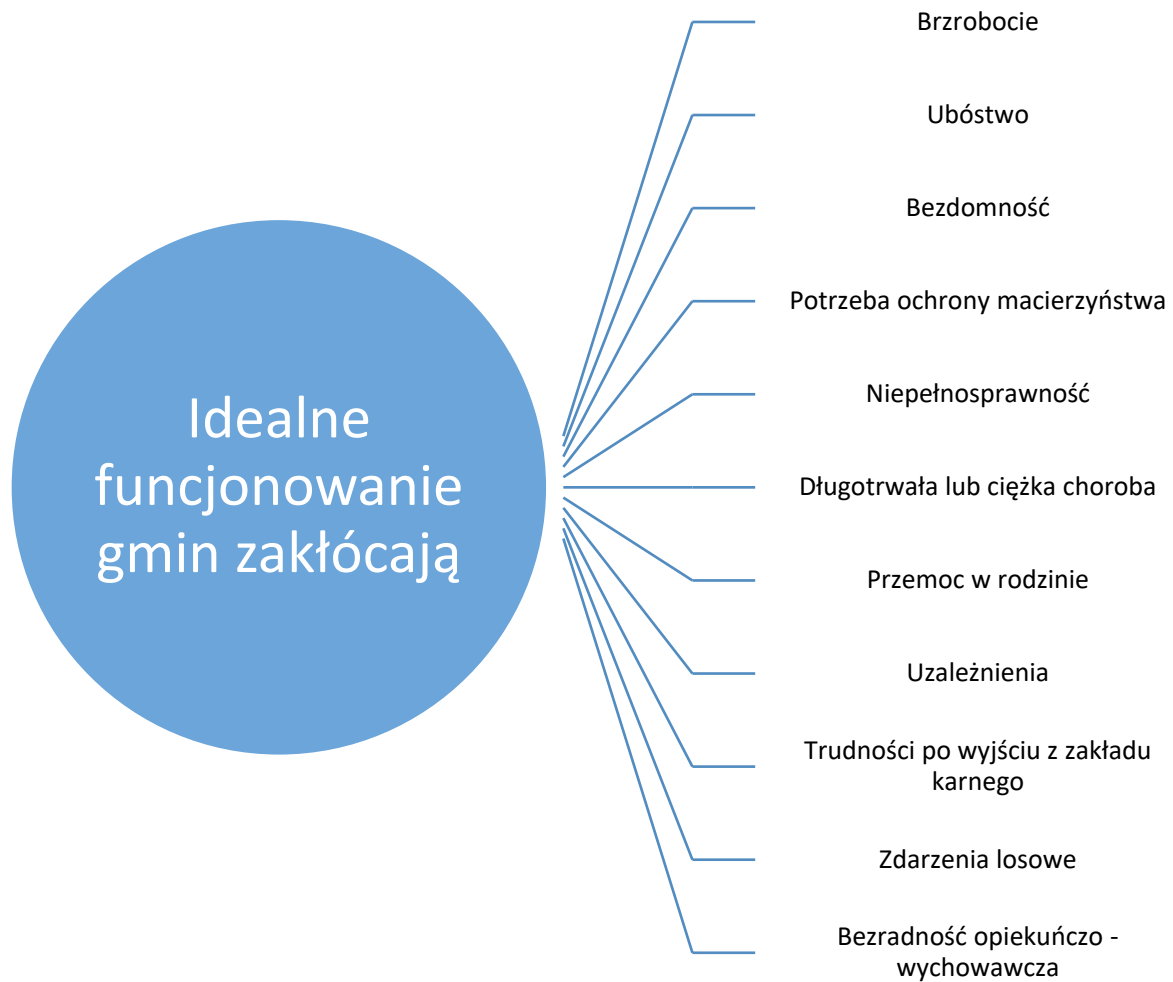 Idealne
funcjonowanie
gmin zakłócają
Brzrobocie
Ubóstwo
Bezdomność
Potrzeba ochrony macierzyństwa
Niepełnosprawność
Długotrwała lub ciężka choroba
Przemoc w rodzinie
Uzależnienia
Trudności po wyjściu z zakładu
karnego
Zdarzenia losowe
Bezradność opiekuńczo -
wychowawcza